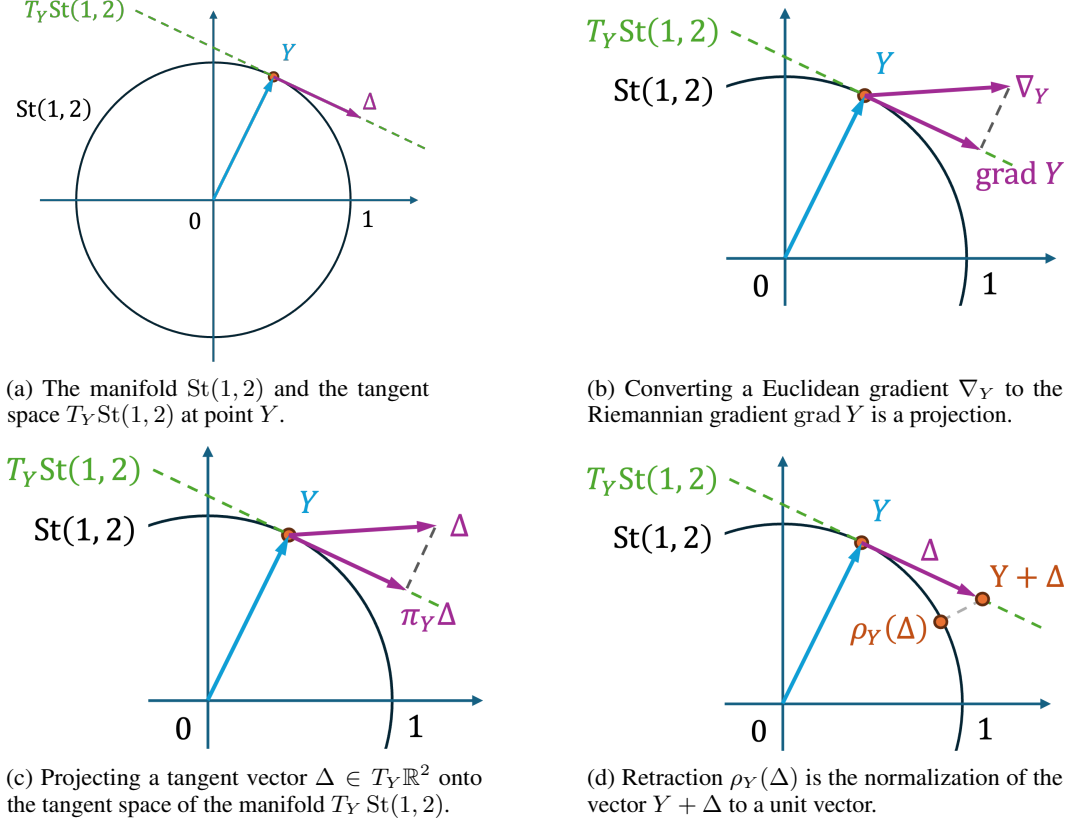 T_Y St(1, 2)
Y
St(1, 2)
Δ
0
1
(a) The manifold St(1, 2) and the tangent
space T_Y St(1, 2) at point Y.
T_Y St(1, 2)
Y
St(1, 2)
∇_Y
grad Y
0
1
(b) Converting a Euclidean gradient ∇_Y to the
Riemannian gradient grad Y is a projection.
T_Y St(1, 2)
Y
St(1, 2)
Δ
π_Y Δ
0
1
(c) Projecting a tangent vector Δ ∈ T_Y ℝ² onto
the tangent space of the manifold T_Y St(1, 2).
T_Y St(1, 2)
Y
St(1, 2)
Δ
Y + Δ
ρ_Y(Δ)
0
1
(d) Retraction ρ_Y(Δ) is the normalization of the
vector Y + Δ to a unit vector.